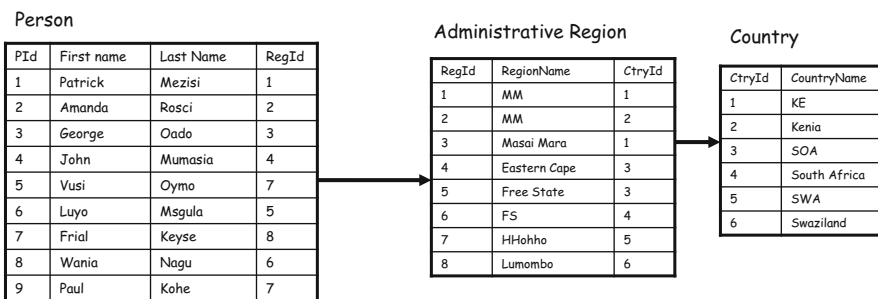 Person
PId First name Last Name RegId
1 Patrick Mezisi 1
2 Amanda Rosci 2
3 George Oado 3
4 John Mumasia 4
5 Vusi Oymo 7
6 Luyo Msgula 5
7 Frial Keyse 8
8 Wania Nagu 6
9 Paul Kohe 7
Administrative Region
RegId RegionName CtryId
1 MM 1
2 MM 2
3 Masai Mara 1
4 Eastern Cape 3
5 Free State 3
6 FS 4
7 HHohho 5
8 Lumombo 6
Country
CtryId CountryName
1 KE
2 Kenia
3 SOA
4 South Africa
5 SWA
6 Swaziland